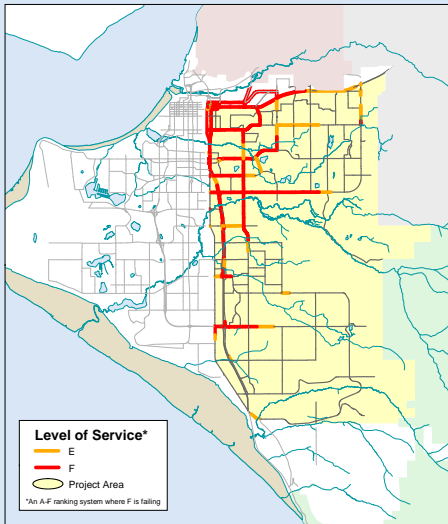 Level of Service*
E
F
Project Area
*An A-F ranking system where F is failing